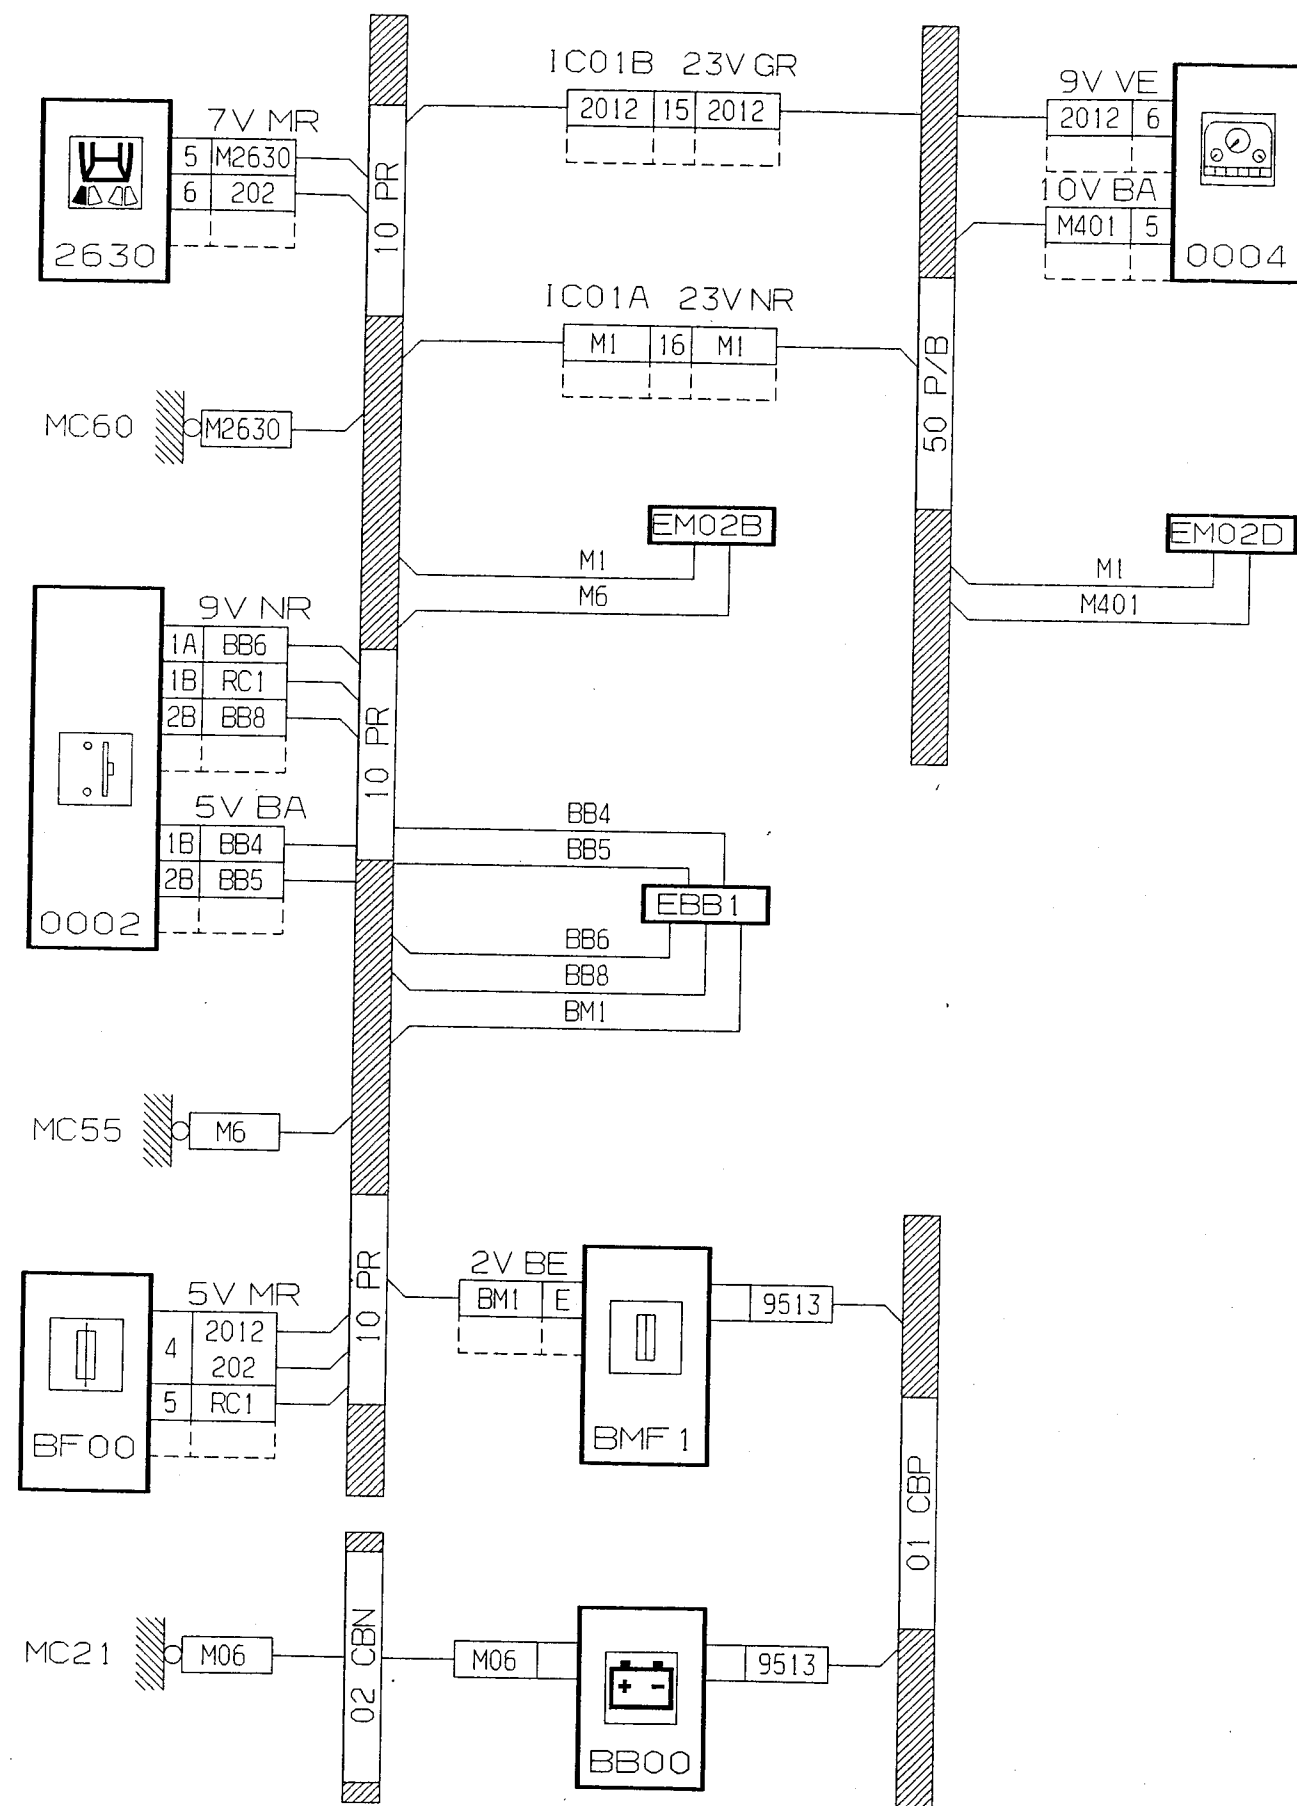 IC01B 23V GR
2012 15 2012
9V VE
2012 6
10V BA
M401 5
0004
7V MR
5 M2630
6 202
2630
10 PR
IC01A 23V NR
M1 16 M1
50 P/B
MC60 M2630
EM02B
M1
M6
EM02D
M1
M401
9V NR
1A BB6
1B RC1
2B BB8
10 PR
5V BA
1B BB4
2B BB5
0002
BB4
BB5
EBB1
BB6
BB8
BM1
MC55 M6
10 PR
5V MR
4 2012
202
5 RC1
BF00
2V BE
BM1 E
9513
BMF1
01 CBP
MC21 M06
02 CBN
M06
9513
BB00